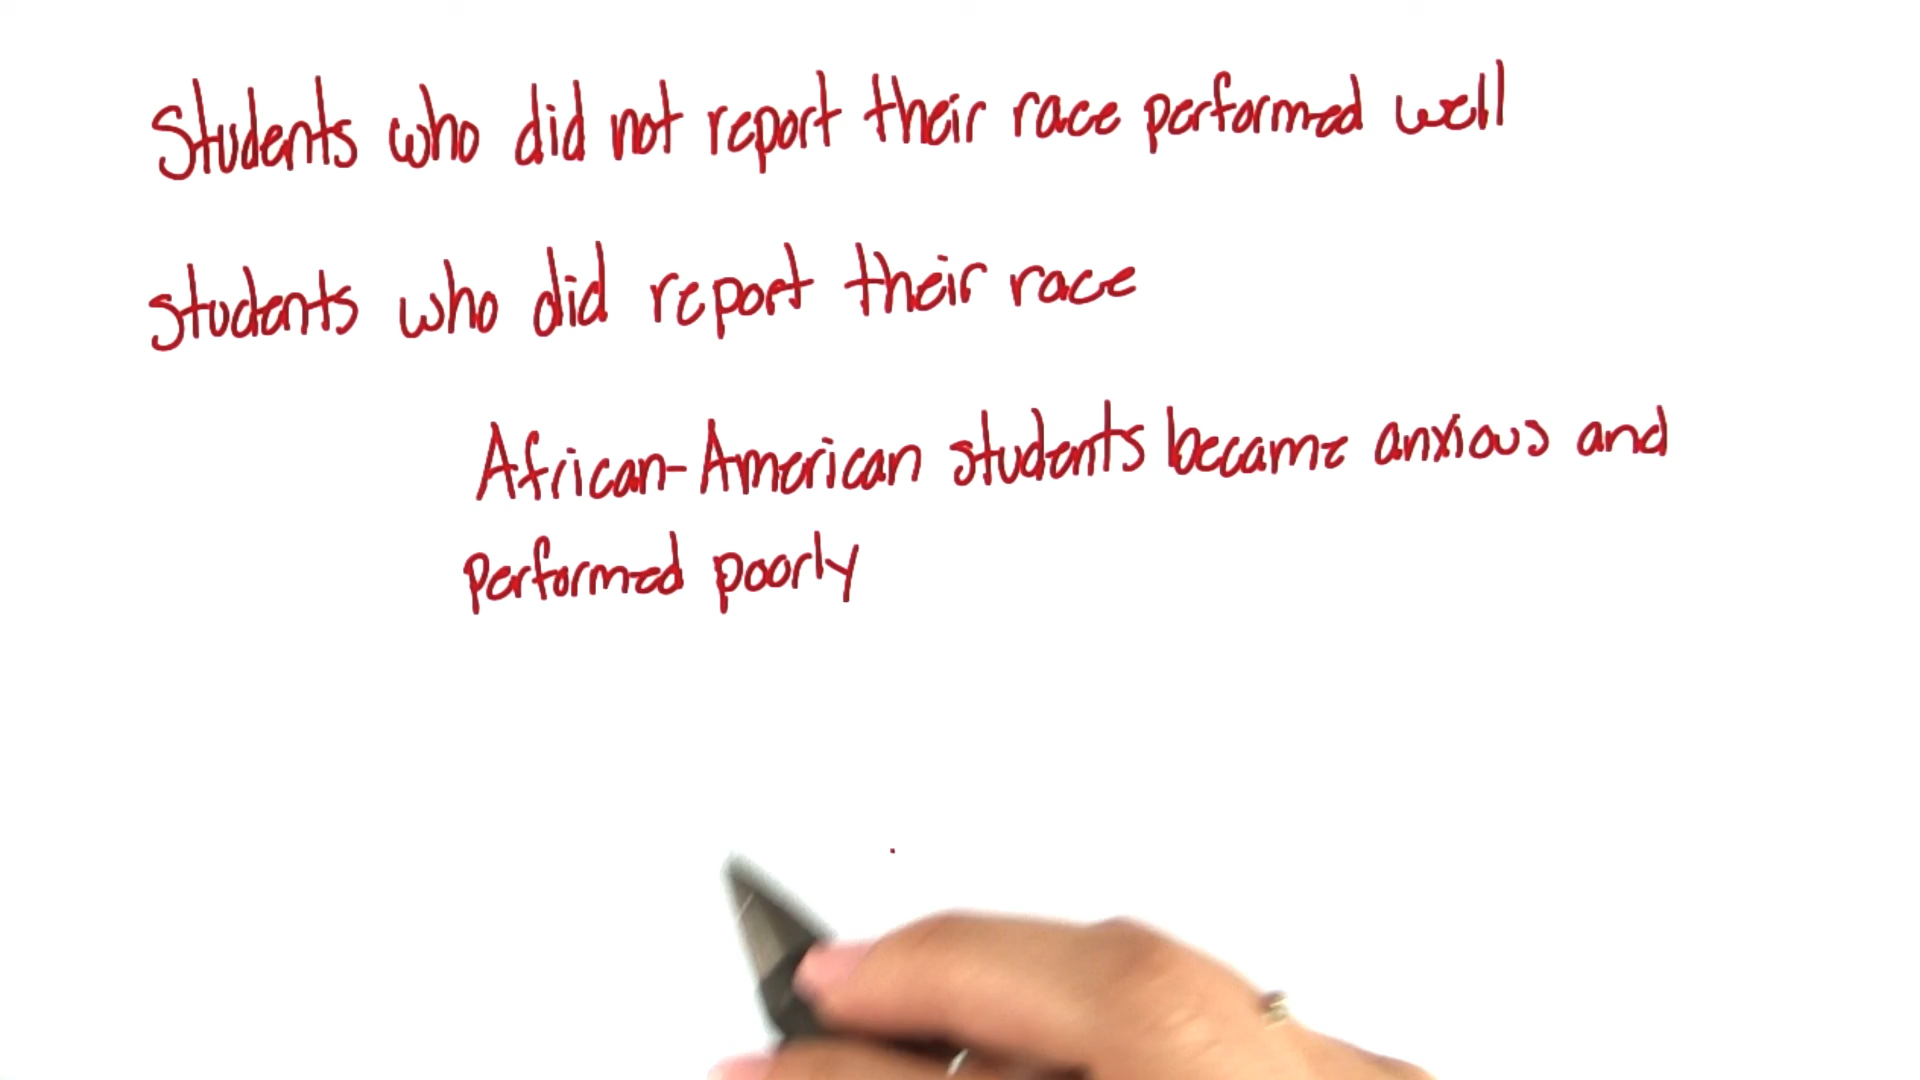 Students who did not report their race performed well
students who did report their race
African-American students became anxious and
performed poorly